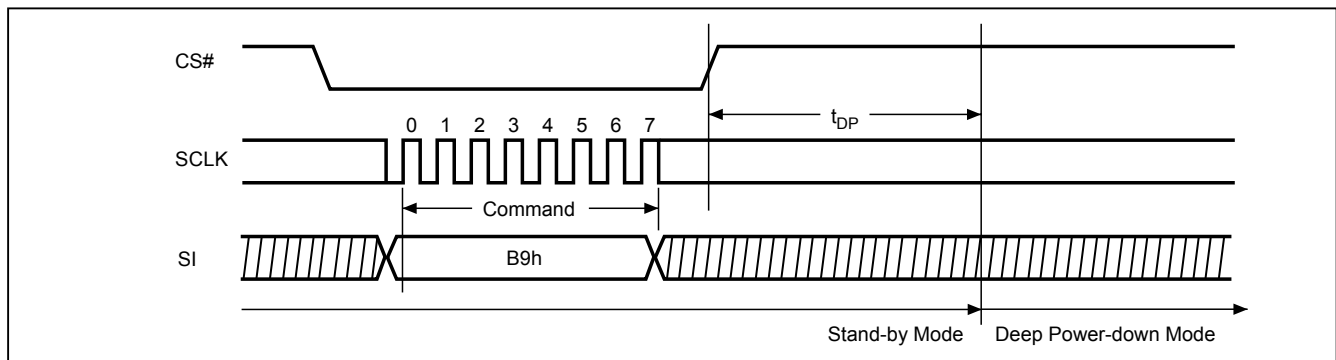 CS#
t_DP
0 1 2 3 4 5 6 7
SCLK
Command
SI
B9h
Stand-by Mode
Deep Power-down Mode